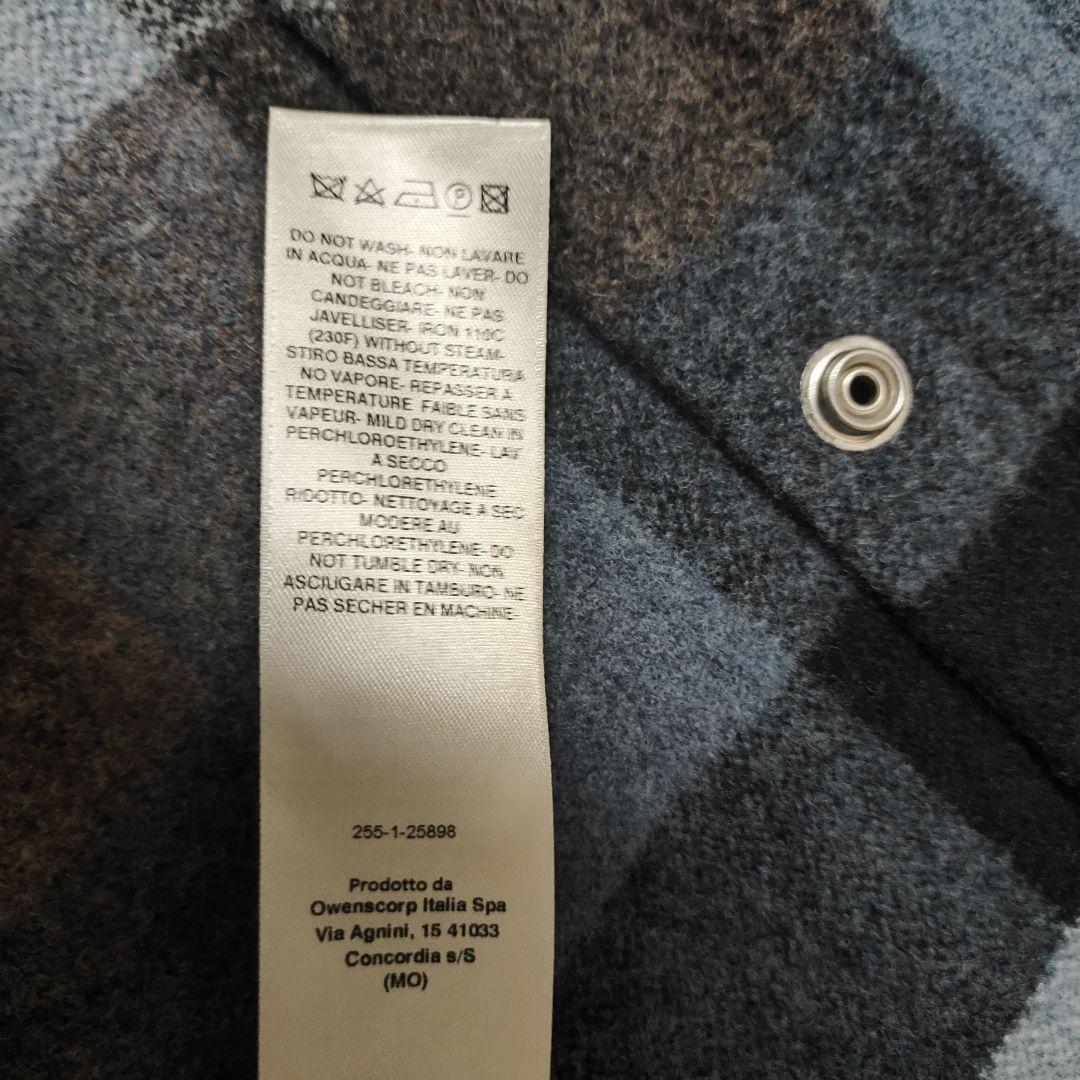 DO NOT WASH- NON LAVARE
IN ACQUA- NE PAS LAVER- DO
NOT BLEACH- NON
CANDEGGIARE- NE PAS
JAVELLISER- IRON 110C
(230F) WITHOUT STEAM-
STIRO BASSA TEMPERATURA
NO VAPORE- REPASSER A
TEMPERATURE FAIBLE SANS
VAPEUR- MILD DRY CLEAN IN
PERCHLOROETHYLENE- LAV
A SECCO
PERCHLORETHYLENE
RIDOTTO- NETTOYAGE A SEC
MODERE AU
PERCHLORETHYLENE- DO
NOT TUMBLE DRY- NON
ASCIUGARE IN TAMBURO- NE
PAS SECHER EN MACHINE-
255-1-25898
Prodotto da
Owenscorp Italia Spa
Via Agnini, 15 41033
Concordia s/S
(MO)